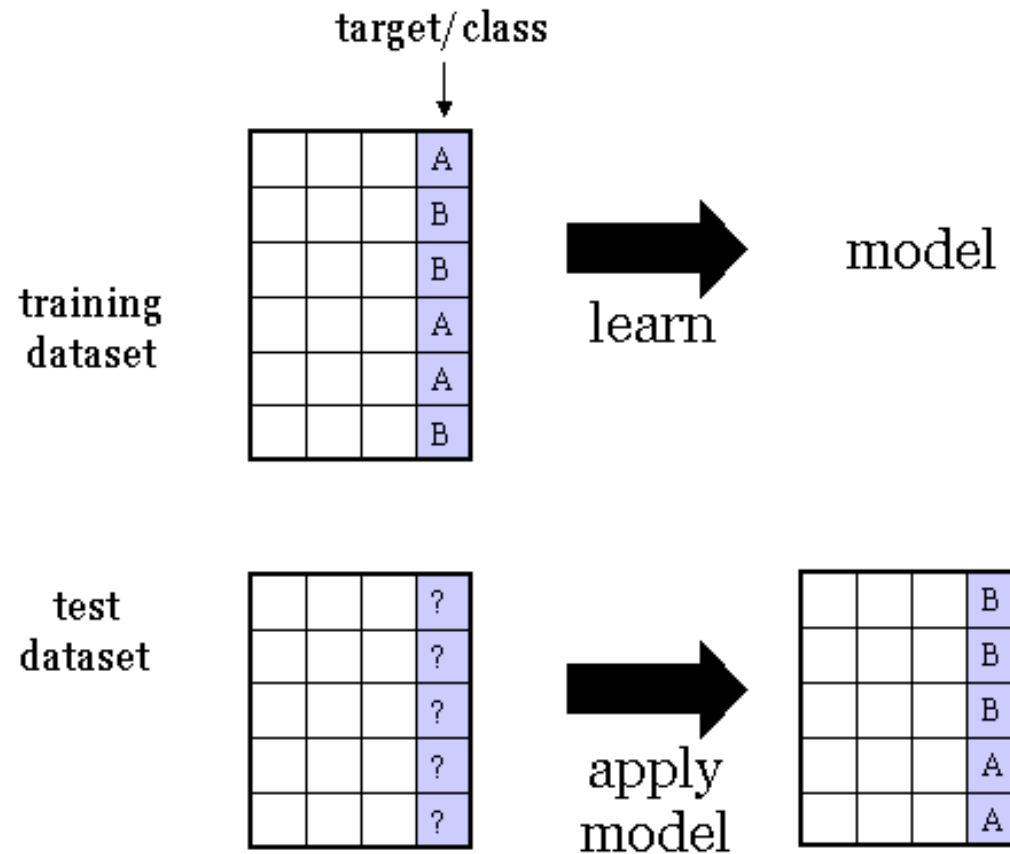 target/class
A
B
B
A
A
B
training
dataset
learn
model
test
dataset
?
?
?
?
?
apply
model
B
B
B
A
A